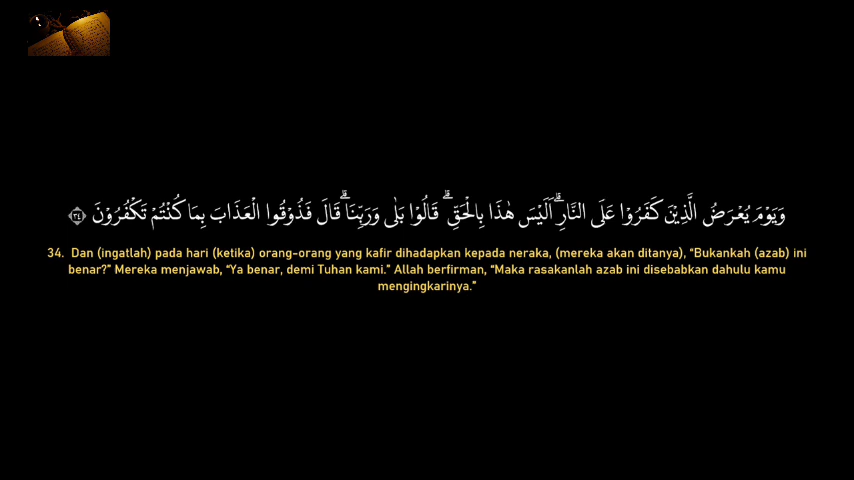 وَيَوْمَ يُعْرَضُ الَّذِيْنَ كَفَرُوْا عَلَى النَّارِۗ اَلَيْسَ هٰذَا بِالْحَقِّ ۗ قَالُوْا بَلٰى وَرَبِّنَا ۗقَالَ فَذُوْقُوا الْعَذَابَ بِمَا كُنْتُمْ تَكْفُرُوْنَ ٣٤
34. Dan (ingatlah) pada hari (ketika) orang-orang yang kafir dihadapkan kepada neraka, (mereka akan ditanya), “Bukankah (azab) ini
benar?” Mereka menjawab, “Ya benar, demi Tuhan kami.” Allah berfirman, “Maka rasakanlah azab ini disebabkan dahulu kamu
mengingkarinya.”